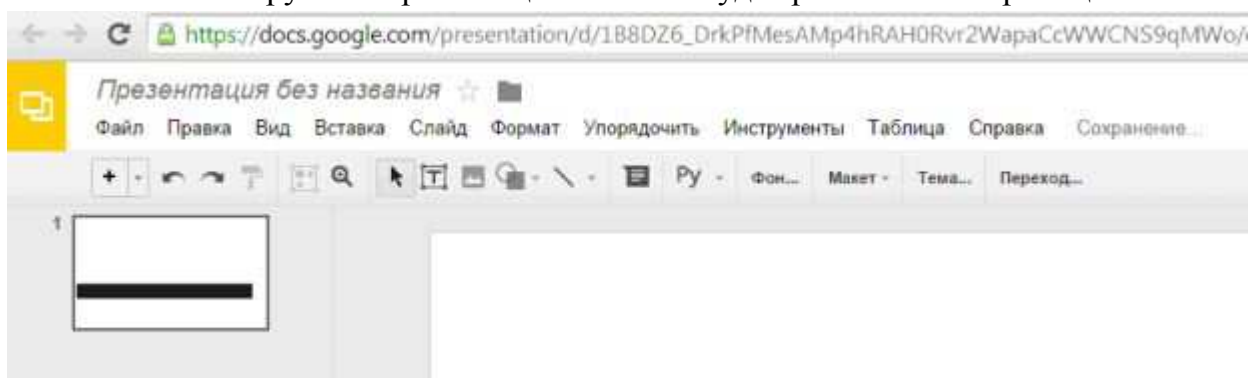 https://docs.google.com/presentation/d/1B8DZ6_DrkPfMesAMp4hRAH0Rvr2WapaCcWWCNS9qMWo/
Презентация без названия
Файл Правка Вид Вставка Слайд Формат Упорядочить Инструменты Таблица Справка Сохранение...
Ру Фон... Макет Тема... Переход...
1